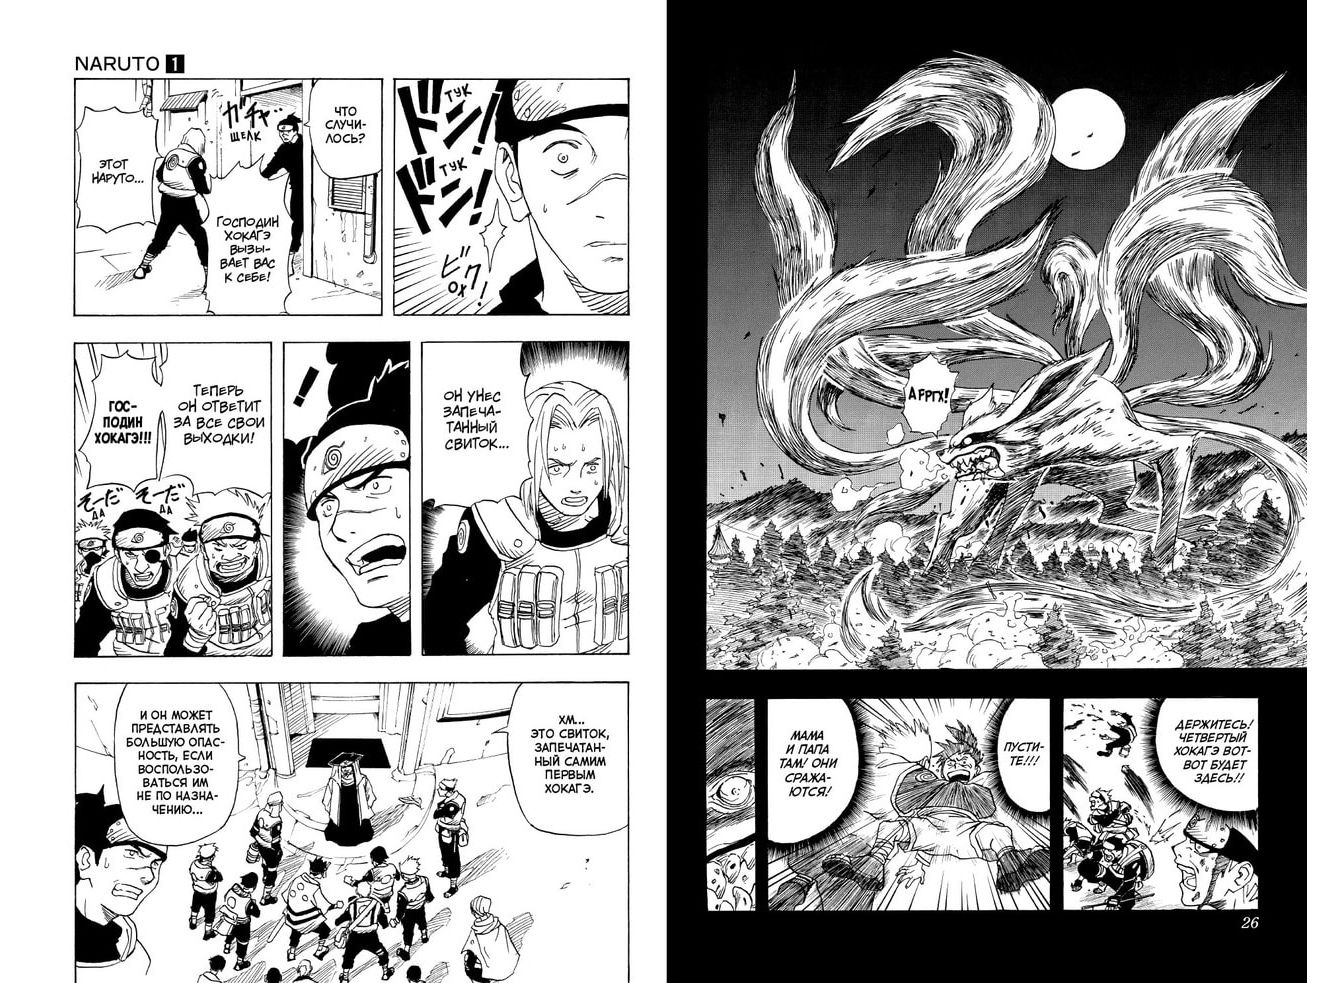 АРРГХ!
ДЕРЖИТЕСЬ!
ЧЕТВЕРТЫЙ
ХОКАГЭ ВОТ-
ВОТ БУДЕТ
ЗДЕСЬ!!
ПУСТИ-
ТЕ!!!
МАМА
И ПАПА
ТАМ! ОНИ
СРАЖА-
ЮТСЯ!
26
NARUTO 1
ドン!
ТУК
ドン!
ТУК
ビクッ!
ОХ
ЧТО
СЛУЧИ-
ЛОСЬ?
ガチャ…
ЩЕЛК
ГОСПОДИН
ХОКАГЭ
ВЫЗЫ-
ВАЕТ ВАС
К СЕБЕ!
ЭТОТ
НАРУТО...
ОН УНЕС
ЗАПЕЧА-
ТАННЫЙ
СВИТОК...
!
ТЕПЕРЬ
ОН ОТВЕТИТ
ЗА ВСЕ СВОИ
ВЫХОДКИ!
ГОС-
ПОДИН
ХОКАГЭ!!!
そーだ
ДА
そーだ
ДА
ХМ...
ЭТО СВИТОК,
ЗАПЕЧАТАН-
НЫЙ САМИМ
ПЕРВЫМ
ХОКАГЭ.
И ОН МОЖЕТ
ПРЕДСТАВЛЯТЬ
БОЛЬШУЮ ОПАС-
НОСТЬ, ЕСЛИ
ВОСПОЛЬЗО-
ВАТЬСЯ ИМ
НЕ ПО НАЗНА-
ЧЕНИЮ...